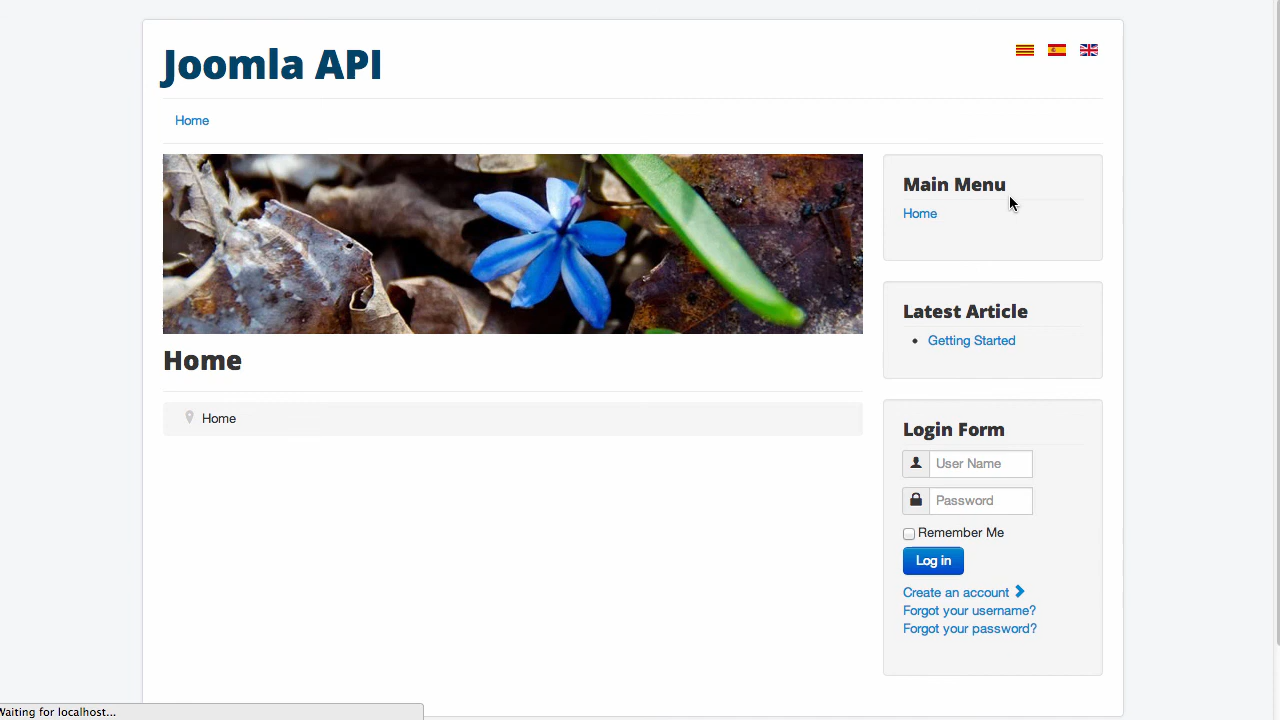 Joomla API
Home
Main Menu
Home
Latest Article
Getting Started
Home
Home
Login Form
User Name
Password
Remember Me
Log in
Create an account
Forgot your username?
Forgot your password?
Waiting for localhost...